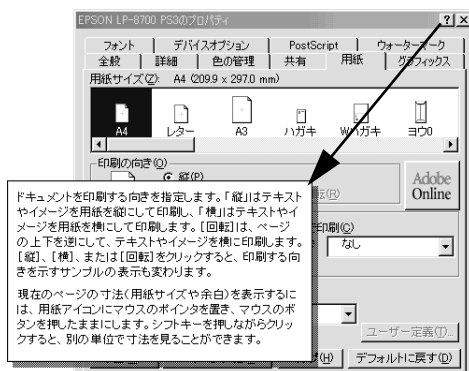 EPSON LP-8700 PS3のプロパティ
? ×
フォント デバイスオプション PostScript ウォーターマーク
全般 詳細 色の管理 共有 用紙 グラフィックス
用紙サイズ(Z): A4 (209.9 x 297.0 mm)
A4 レター A3 ハガキ Wハガキ ヨウ0
印刷の向き(O)
縦(P)
転(R)
Adobe
Online
ドキュメントを印刷する向きを指定します。「縦」はテキスト
やイメージを用紙を縦にして印刷し、「横」はテキストやイ
メージを用紙を横にして印刷します。[回転]は、ページ
の上下を逆にして、テキストやイメージを横に印刷します。
[縦]、[横]、または[回転]をクリックすると、印刷する向
きを示すサンプルの表示も変わります。
印刷(C)
なし
現在のページの寸法(用紙サイズや余白)を表示するに
は、用紙アイコンにマウスのポインタを置き、マウスのボ
タンを押したままにします。シフトキーを押しながらクリッ
クすると、別の単位で寸法を見ることができます。
ユーザー定義(T)...
デフォルトに戻す(D)